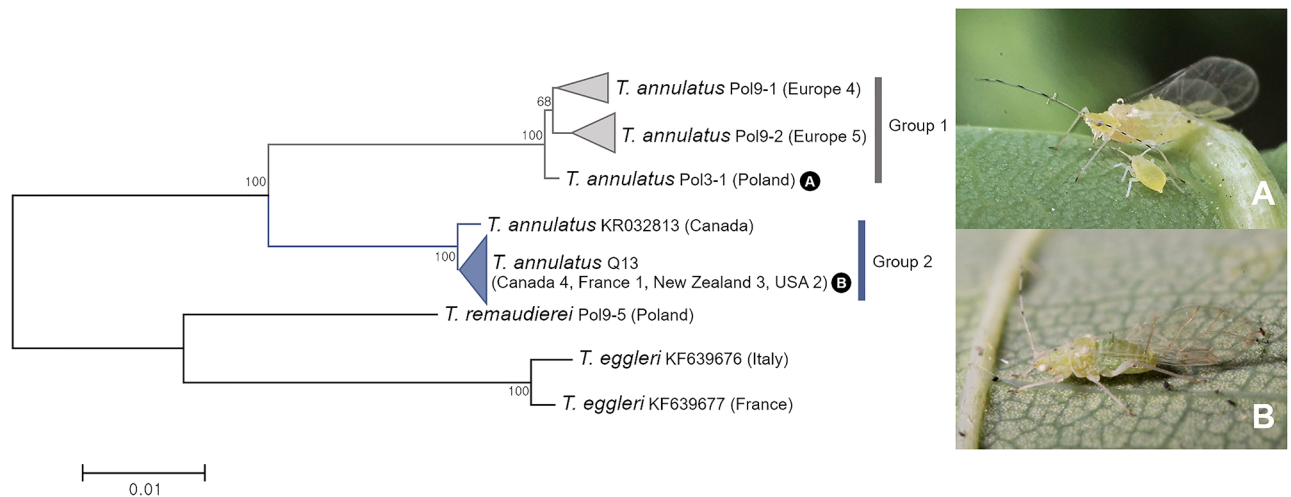 68
T. annulatus Pol9-1 (Europe 4)
T. annulatus Pol9-2 (Europe 5)
100
T. annulatus Pol3-1 (Poland) A
Group 1
100
T. annulatus KR032813 (Canada)
100
T. annulatus Q13
(Canada 4, France 1, New Zealand 3, USA 2) B
Group 2
T. remaudierei Pol9-5 (Poland)
T. eggleri KF639676 (Italy)
100
T. eggleri KF639677 (France)
0.01
A
B